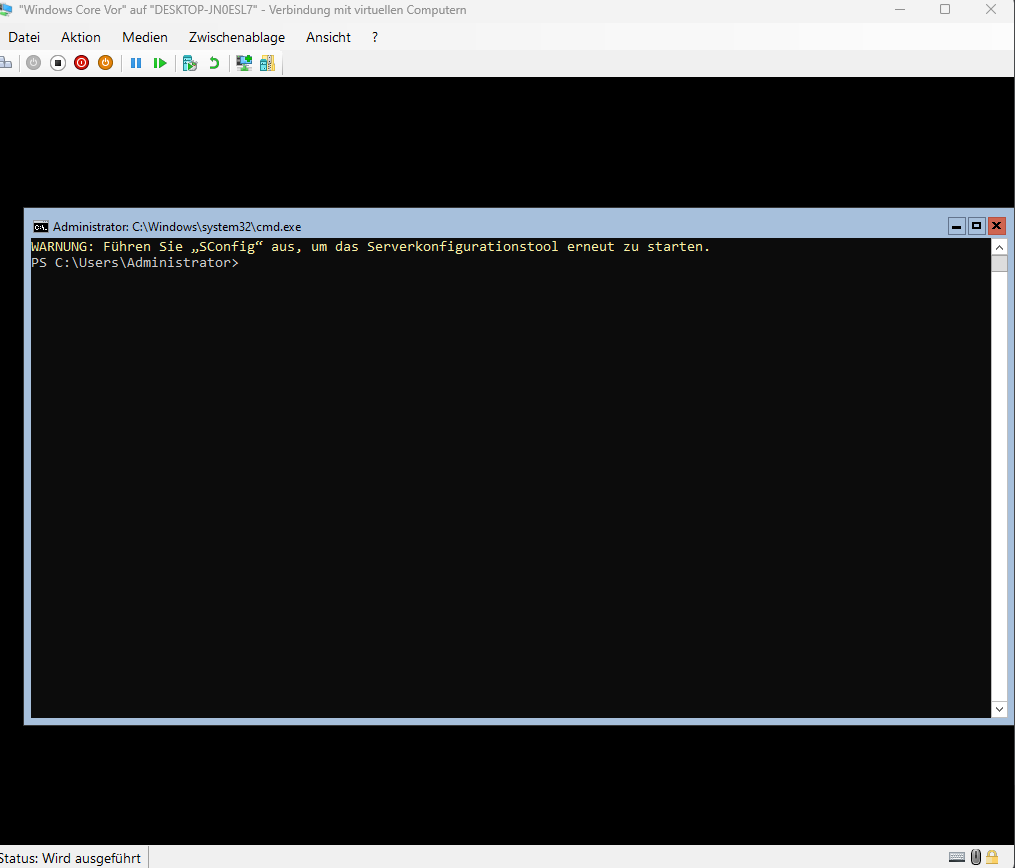 "Windows Core Vor" auf "DESKTOP-JN0ESL7" - Verbindung mit virtuellen Computern
Datei Aktion Medien Zwischenablage Ansicht ?
Administrator: C:\Windows\system32\cmd.exe
WARNUNG: Führen Sie „SConfig“ aus, um das Serverkonfigurationstool erneut zu starten.
PS C:\Users\Administrator>
Status: Wird ausgeführt